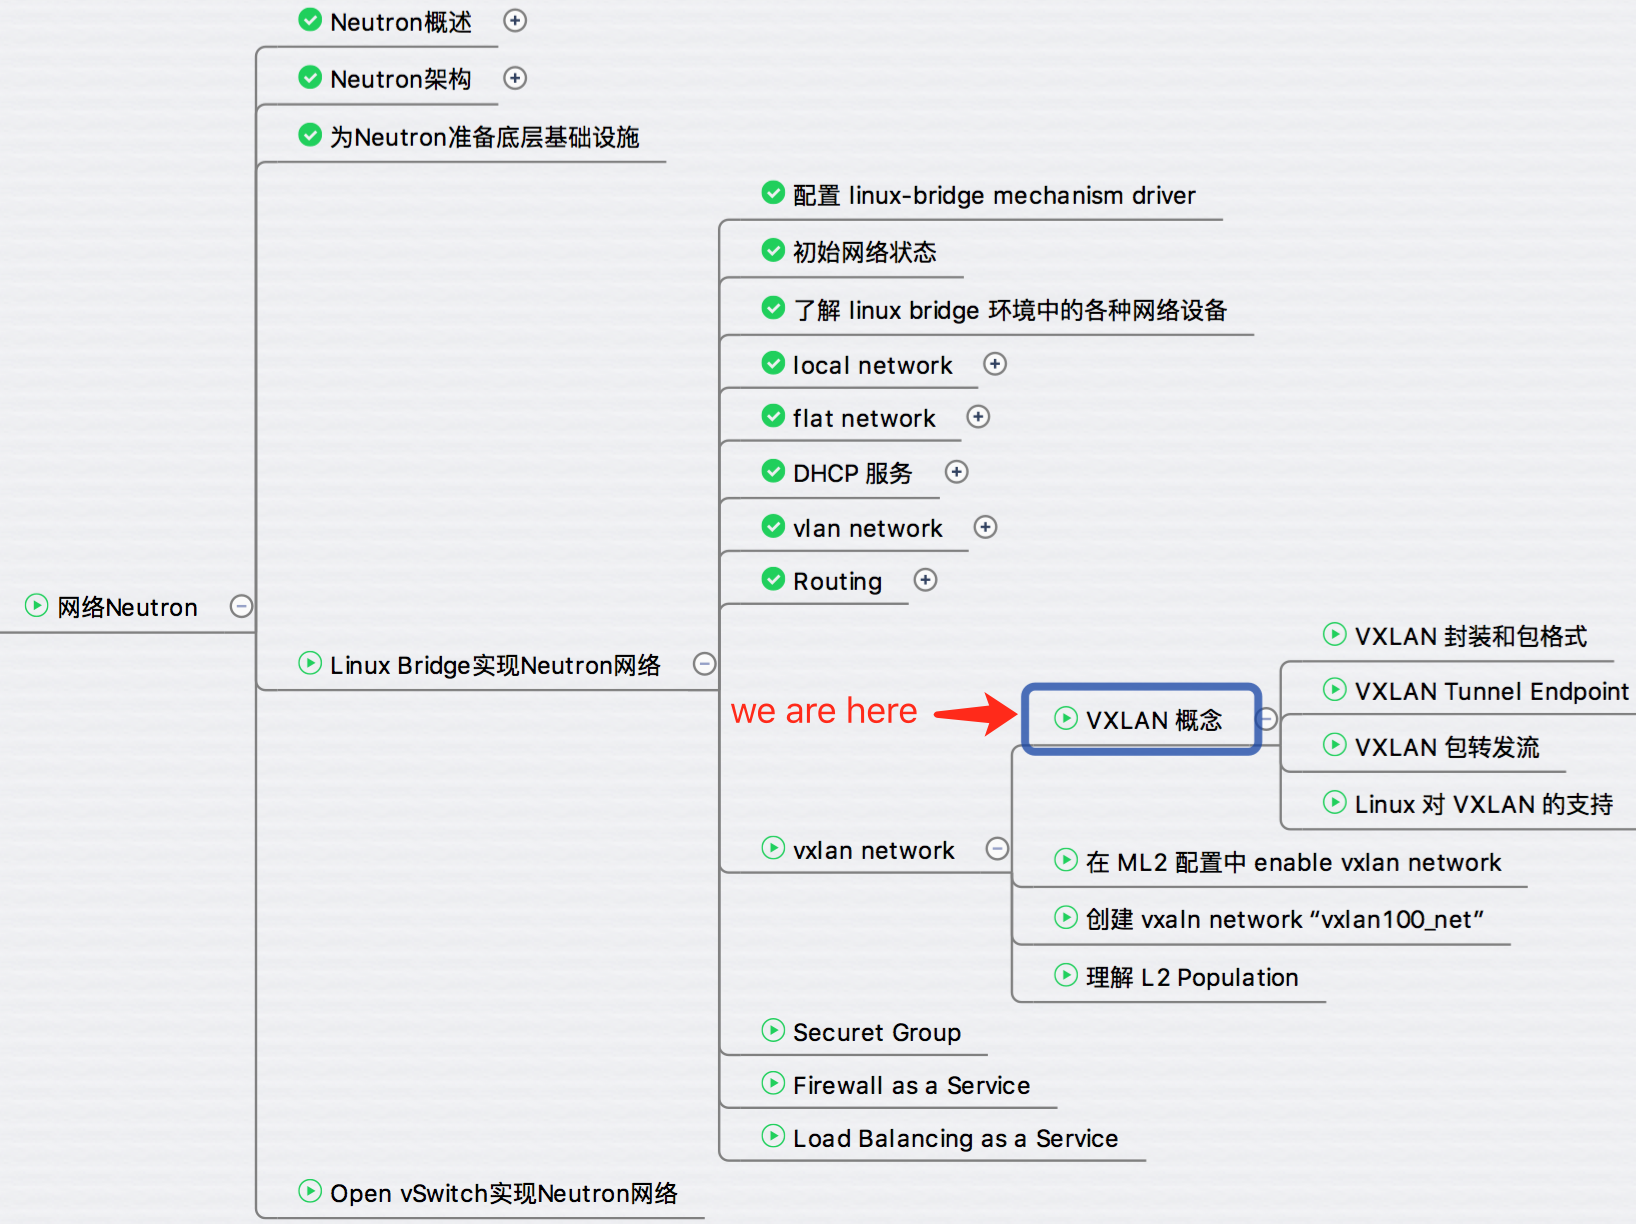 Neutron概述
Neutron架构
为Neutron准备底层基础设施
配置 linux-bridge mechanism driver
初始网络状态
了解 linux bridge 环境中的各种网络设备
local network
flat network
DHCP 服务
vlan network
Routing
网络Neutron
Linux Bridge实现Neutron网络
we are here
VXLAN 概念
VXLAN 封装和包格式
VXLAN Tunnel Endpoint
VXLAN 包转发流
Linux 对 VXLAN 的支持
vxlan network
在 ML2 配置中 enable vxlan network
创建 vxaln network “vxlan100_net”
理解 L2 Population
Securet Group
Firewall as a Service
Load Balancing as a Service
Open vSwitch实现Neutron网络